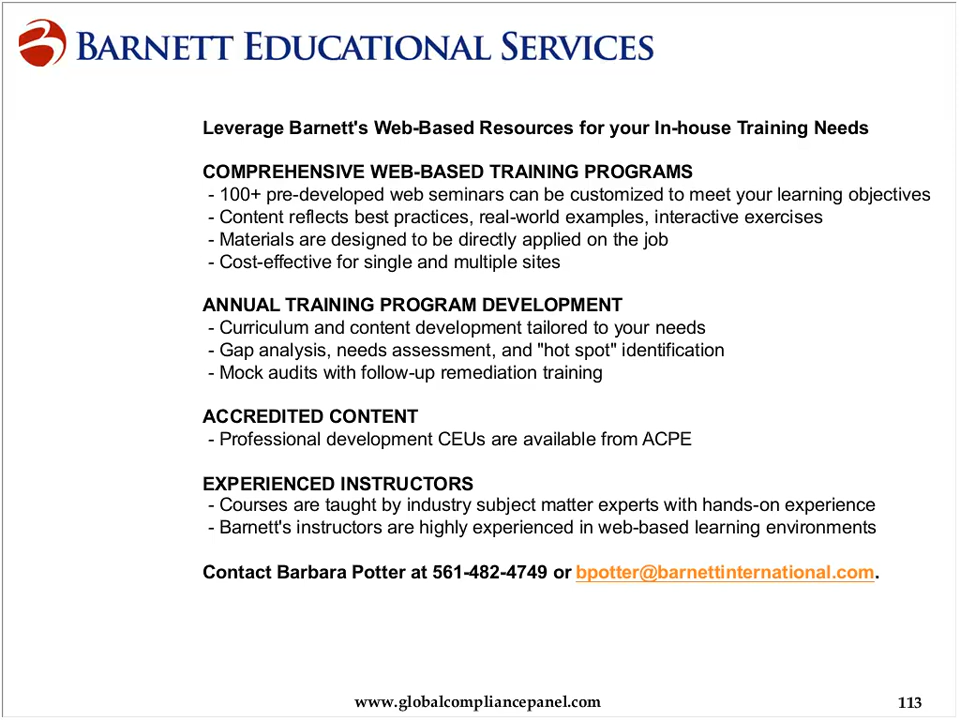 BARNETT EDUCATIONAL SERVICES
Leverage Barnett's Web-Based Resources for your In-house Training Needs
COMPREHENSIVE WEB-BASED TRAINING PROGRAMS
- 100+ pre-developed web seminars can be customized to meet your learning objectives
- Content reflects best practices, real-world examples, interactive exercises
- Materials are designed to be directly applied on the job
- Cost-effective for single and multiple sites
ANNUAL TRAINING PROGRAM DEVELOPMENT
- Curriculum and content development tailored to your needs
- Gap analysis, needs assessment, and "hot spot" identification
- Mock audits with follow-up remediation training
ACCREDITED CONTENT
- Professional development CEUs are available from ACPE
EXPERIENCED INSTRUCTORS
- Courses are taught by industry subject matter experts with hands-on experience
- Barnett's instructors are highly experienced in web-based learning environments
Contact Barbara Potter at 561-482-4749 or bpotter@barnettinternational.com.
www.globalcompliancepanel.com 113